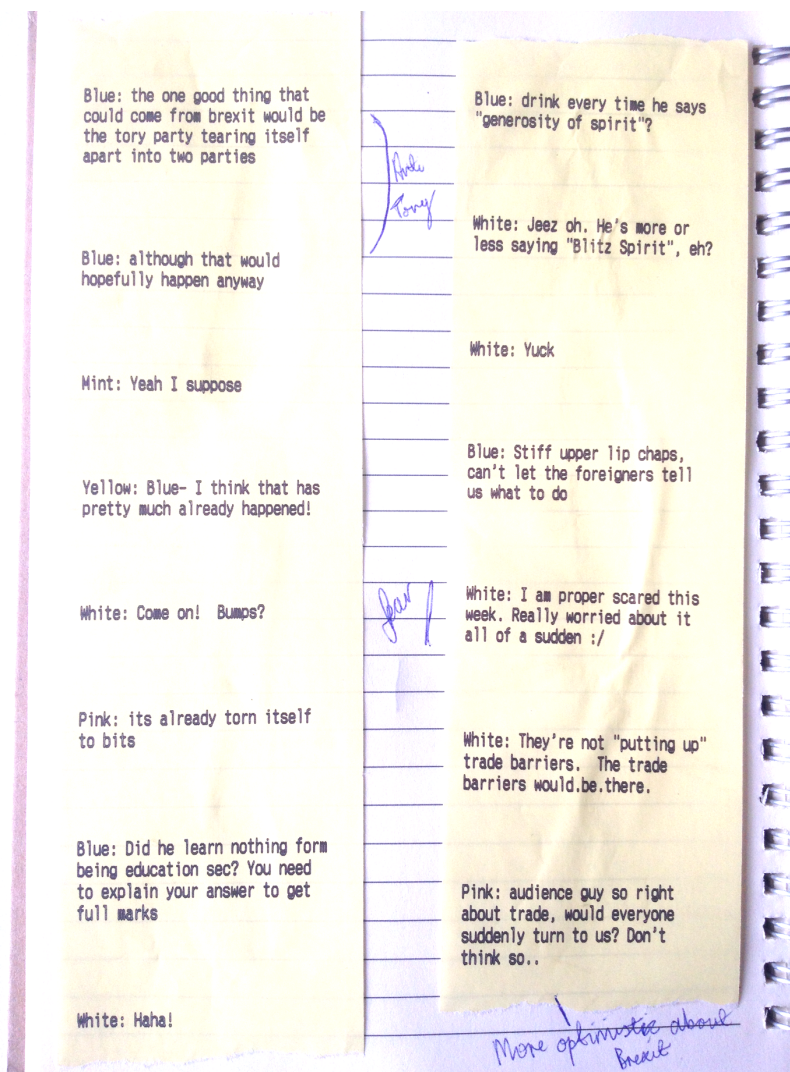 Blue: the one good thing that
could come from brexit would be
the tory party tearing itself
apart into two parties
Blue: although that would
hopefully happen anyway
Mint: Yeah I suppose
Yellow: Blue- I think that has
pretty much already happened!
White: Come on!  Bumps?
Pink: its already torn itself
to bits
Blue: Did he learn nothing form
being education sec? You need
to explain your answer to get
full marks
White: Haha!
Tory
fear
Blue: drink every time he says
"generosity of spirit"?
White: Jeez oh. He's more or
less saying "Blitz Spirit", eh?
White: Yuck
Blue: Stiff upper lip chaps,
can't let the foreigners tell
us what to do
White: I am proper scared this
week. Really worried about it
all of a sudden :/
White: They're not "putting up"
trade barriers.  The trade
barriers would.be.there.
Pink: audience guy so right
about trade, would everyone
suddenly turn to us? Don't
think so..
More optimistic about
Brexit